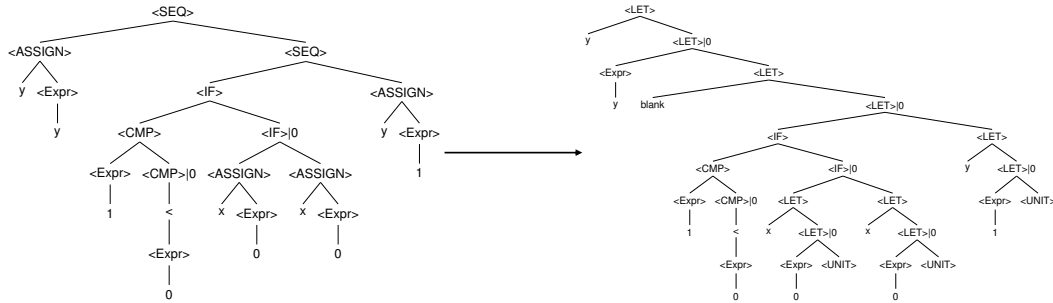 <SEQ>
<ASSIGN> <SEQ>
y <Expr> <IF> <ASSIGN>
y <CMP> <IF>|0 y <Expr>
<Expr> <CMP>|0 <ASSIGN> <ASSIGN> 1
1 < x <Expr> x <Expr>
<Expr> 0 0
0
<LET>
y <LET>|0
<Expr> <LET>
y blank <LET>|0
<IF> <LET>
<CMP> <IF>|0 y <LET>|0
<Expr> <CMP>|0 <LET> <LET> <Expr> <UNIT>
1 < x <LET>|0 x <LET>|0 1
<Expr> <Expr> <UNIT> <Expr> <UNIT>
0 0 0